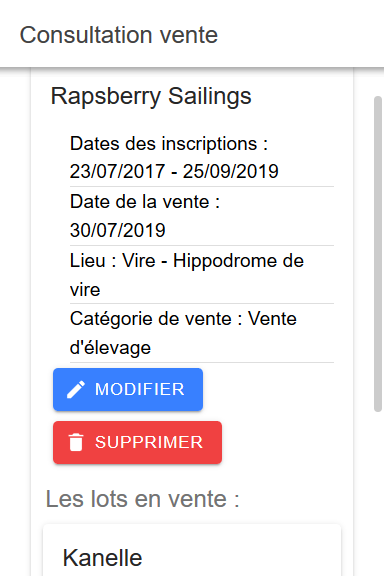 Consultation vente
Rapsberry Sailings
Dates des inscriptions :
23/07/2017 - 25/09/2019
Date de la vente :
30/07/2019
Lieu : Vire - Hippodrome de
vire
Catégorie de vente : Vente
d'élevage
MODIFIER
SUPPRIMER
Les lots en vente :
Kanelle